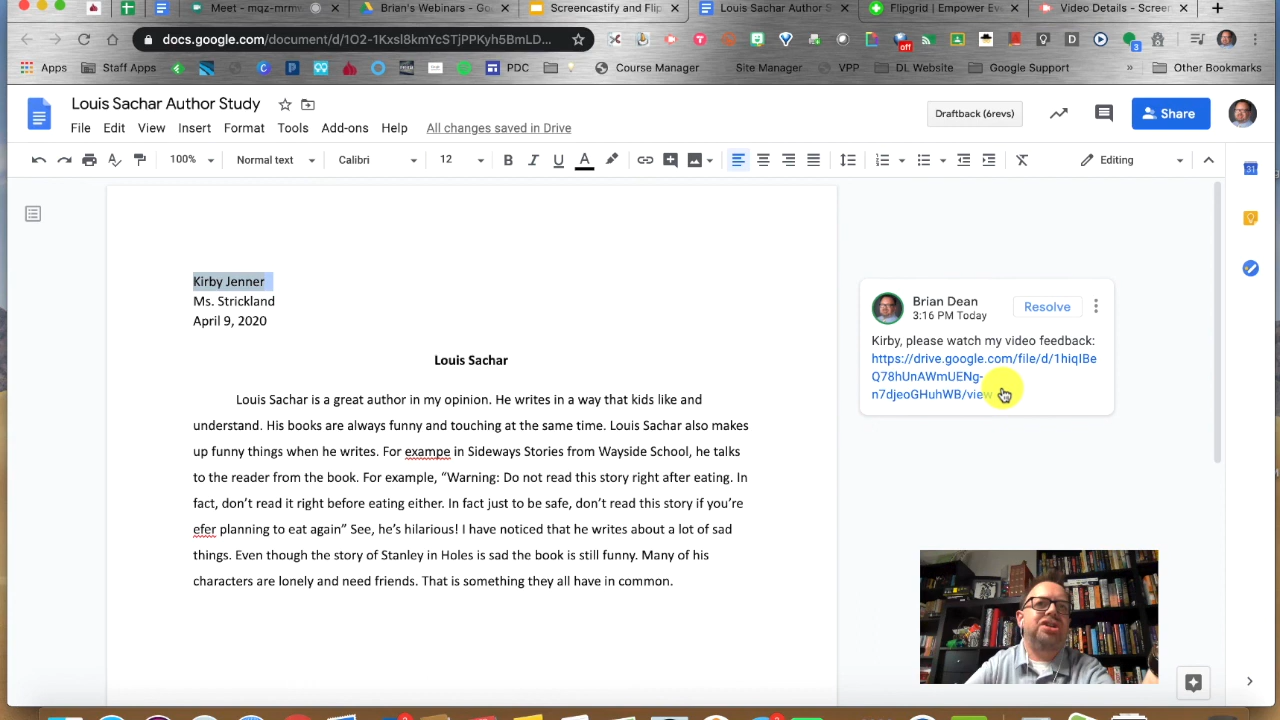 Meet - mqz-mrm
Brian's Webinars - Go
Screencastify and Flip
Louis Sachar Author S
Flipgrid | Empower Eve
Video Details - Screen
docs.google.com/document/d/1O2-1Kxsl8kmYcSTjPPKyh5BmLD...
Apps
Staff Apps
PDC
Course Manager
Site Manager
VPP
DL Website
Google Support
»
Other Bookmarks
Louis Sachar Author Study
Draftback (6revs)
Share
File Edit View Insert Format Tools Add-ons Help All changes saved in Drive
100% Normal text Calibri 12 B I U A Editing
Kirby Jenner
Ms. Strickland
April 9, 2020
Louis Sachar
Louis Sachar is a great author in my opinion. He writes in a way that kids like and
understand. His books are always funny and touching at the same time. Louis Sachar also makes
up funny things when he writes. For exampe in Sideways Stories from Wayside School, he talks
to the reader from the book. For example, “Warning: Do not read this story right after eating. In
fact, don’t read it right before eating either. In fact just to be safe, don’t read this story if you’re
efer planning to eat again” See, he’s hilarious! I have noticed that he writes about a lot of sad
things. Even though the story of Stanley in Holes is sad the book is still funny. Many of his
characters are lonely and need friends. That is something they all have in common.
Brian Dean
3:16 PM Today
Resolve
Kirby, please watch my video feedback:
https://drive.google.com/file/d/1hiqIBe
Q78hUnAWmUENg-
n7djeoGHuhWB/view